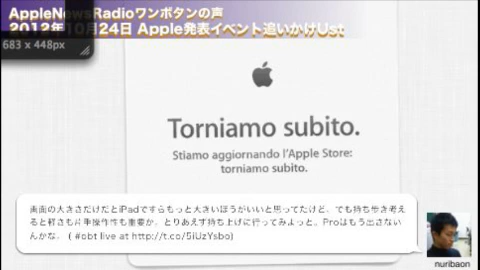 AppleNewsRadioワンボタンの声
2012年10月24日 Apple発表イベント追いかけUst
683 x 448px
Torniamo subito.
Stiamo aggiornando l'Apple Store:
torniamo subito.
画面の大きさだけだとiPadですらもっと大きいほうがいいと思ってたけど、でも持ち歩き考え
ると軽さも片手操作性も重要か。とりあえず持ち上げに行ってみよっと。Proはもう出さない
んかな。 ( #obt live at http://t.co/5iUzYsbo)
nuribaon